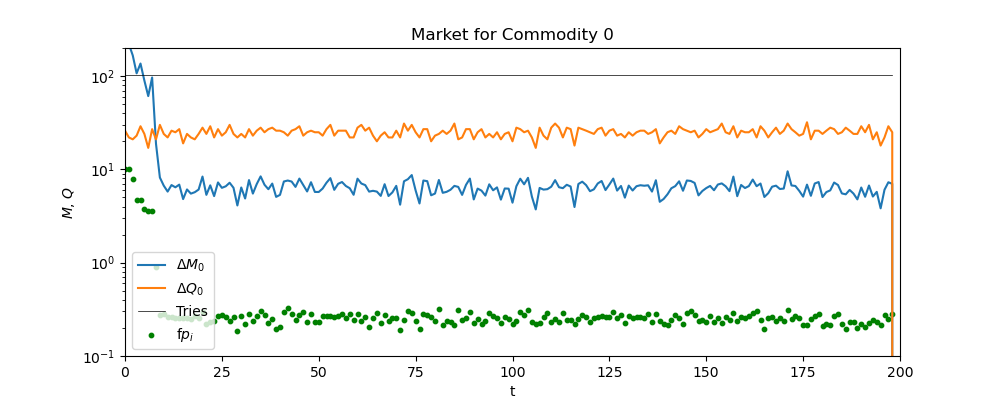 Market for Commodity 0
M, Q
10²
10¹
10⁰
10⁻¹
ΔM₀
ΔQ₀
Tries
fpᵢ
0 25 50 75 100 125 150 175 200
t